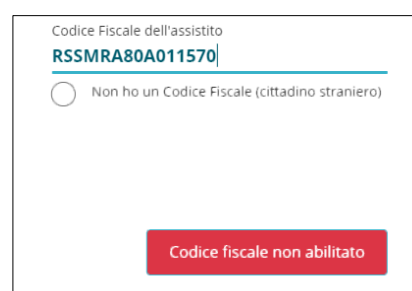 Codice Fiscale dell'assistito
RSSMRA80A011570
Non ho un Codice Fiscale (cittadino straniero)
Codice fiscale non abilitato